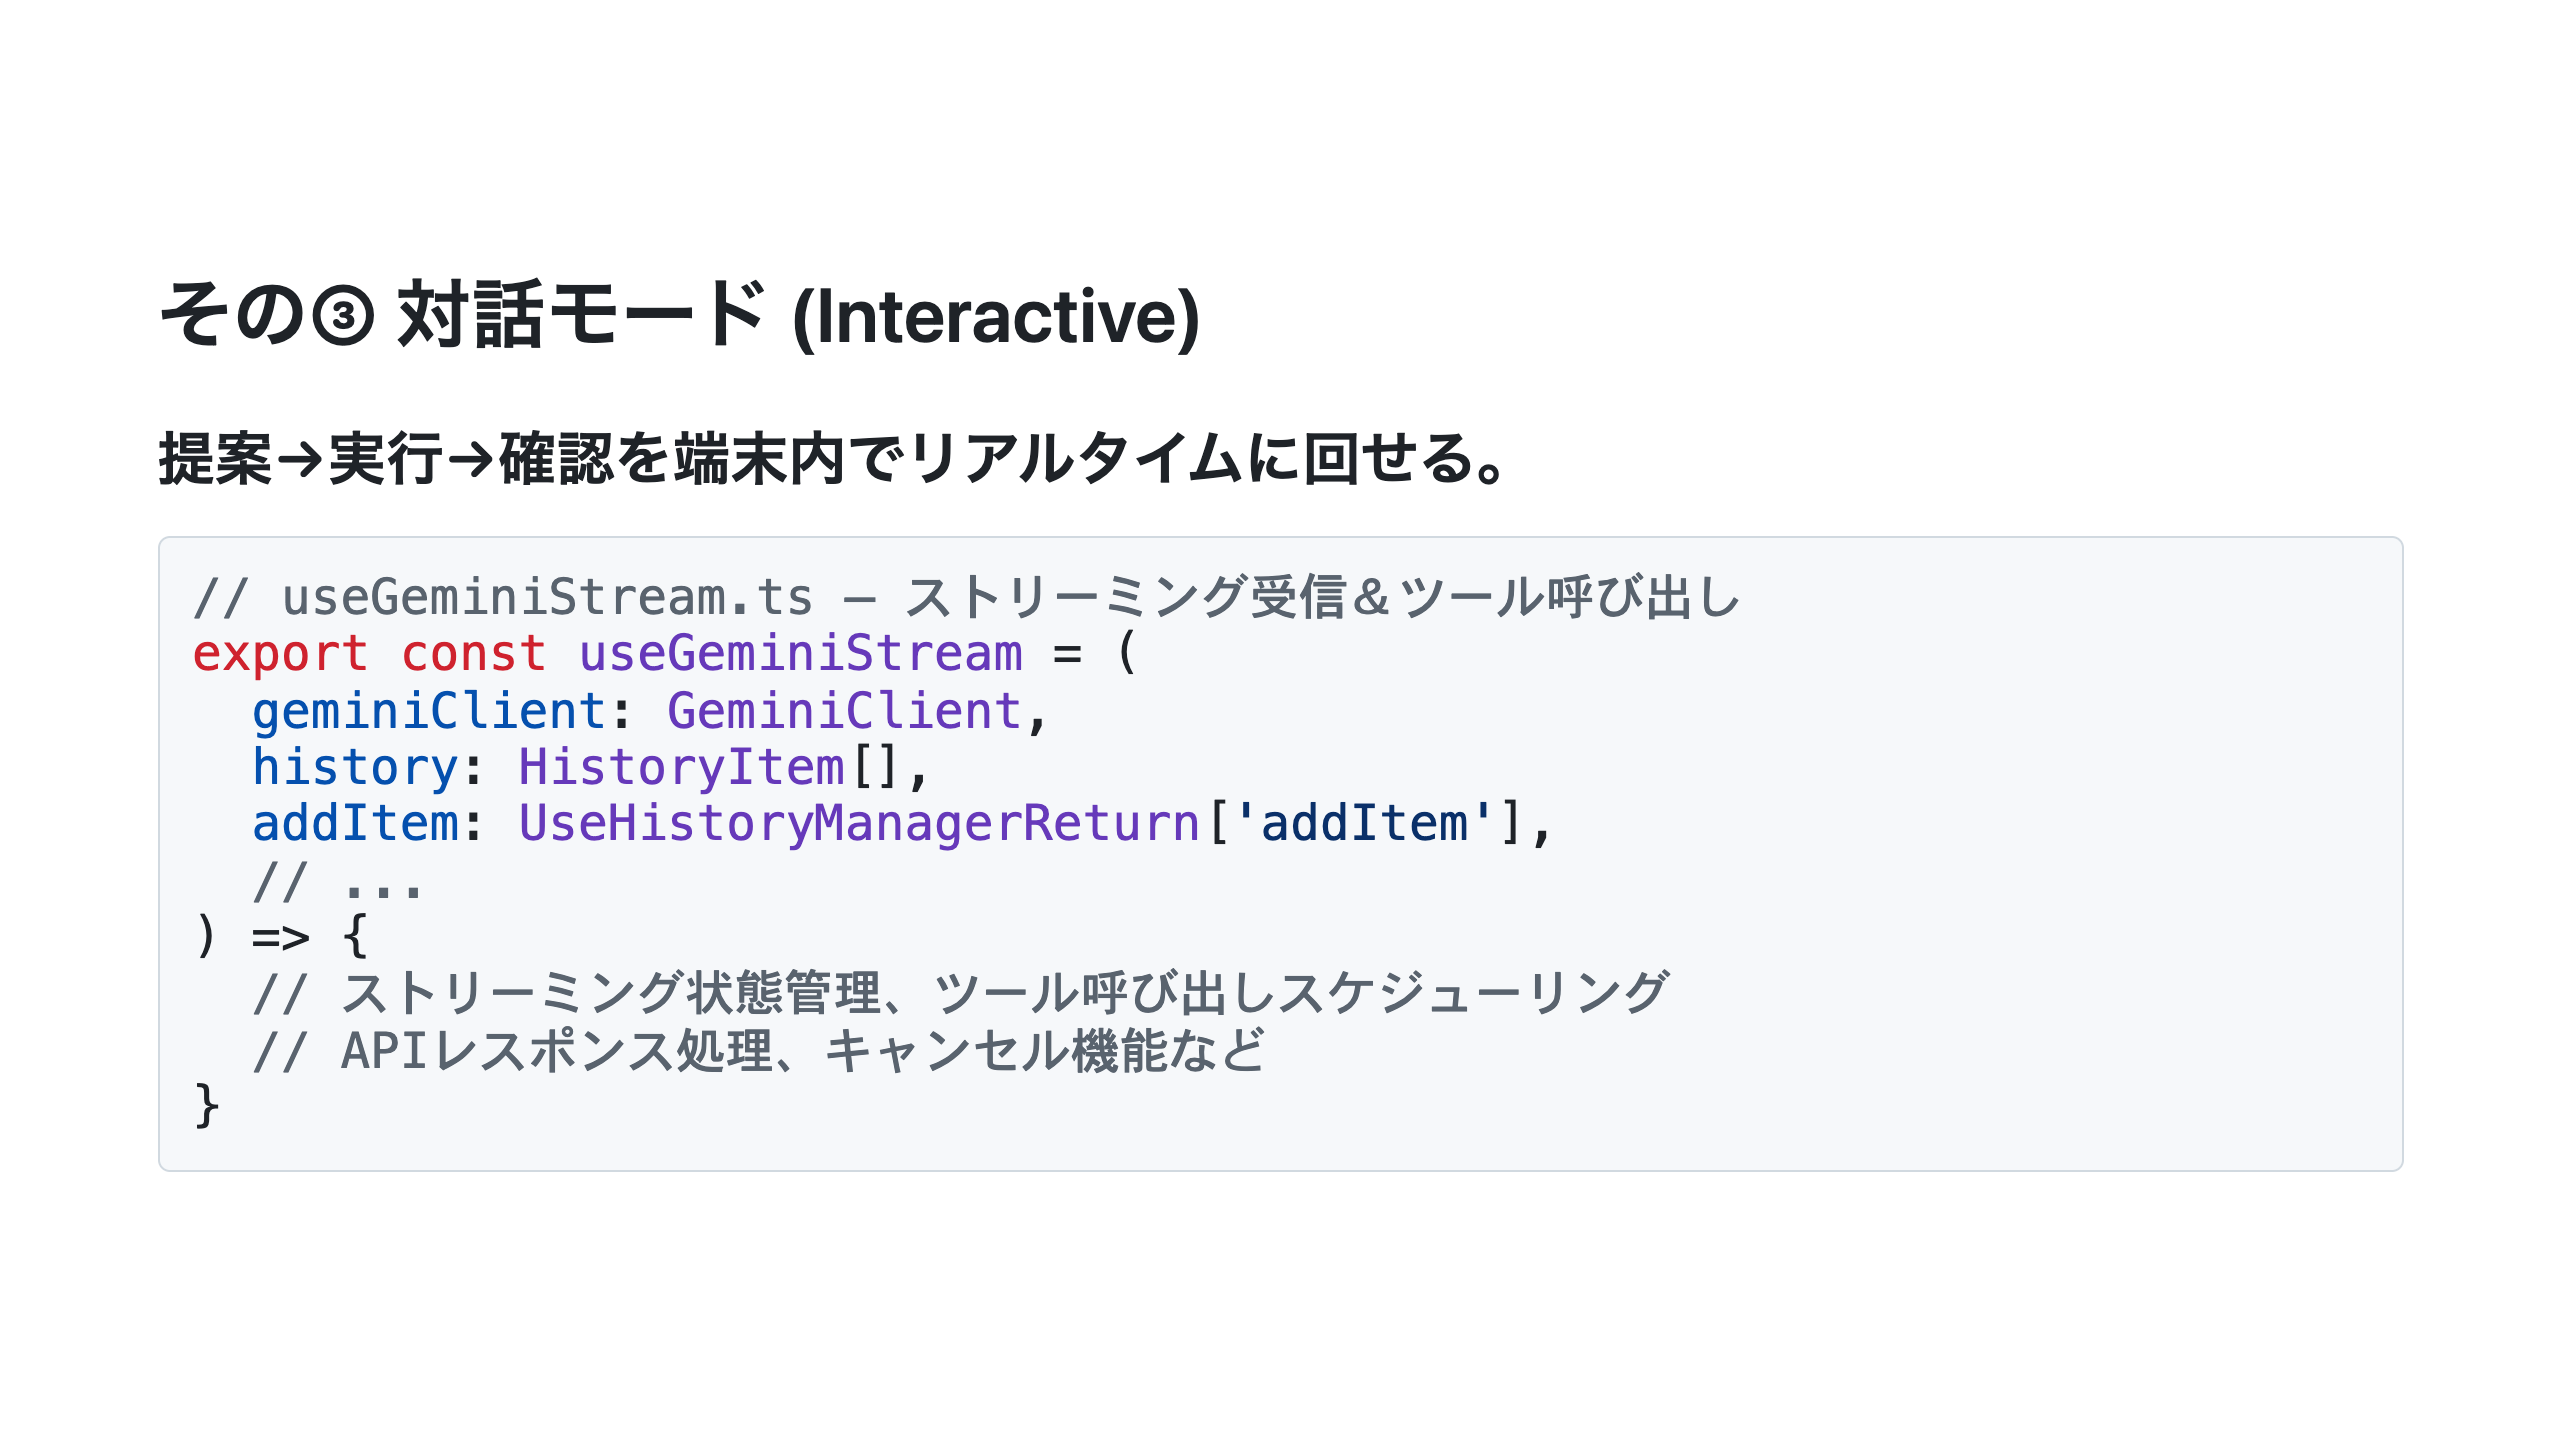 その③ 対話モード (Interactive)
提案→実行→確認を端末内でリアルタイムに回せる。
// useGeminiStream.ts — ストリーミング受信＆ツール呼び出し
export const useGeminiStream = (
  geminiClient: GeminiClient,
  history: HistoryItem[],
  addItem: UseHistoryManagerReturn['addItem'],
  // ...
) => {
  // ストリーミング状態管理、ツール呼び出しスケジューリング
  // APIレスポンス処理、キャンセル機能など
}